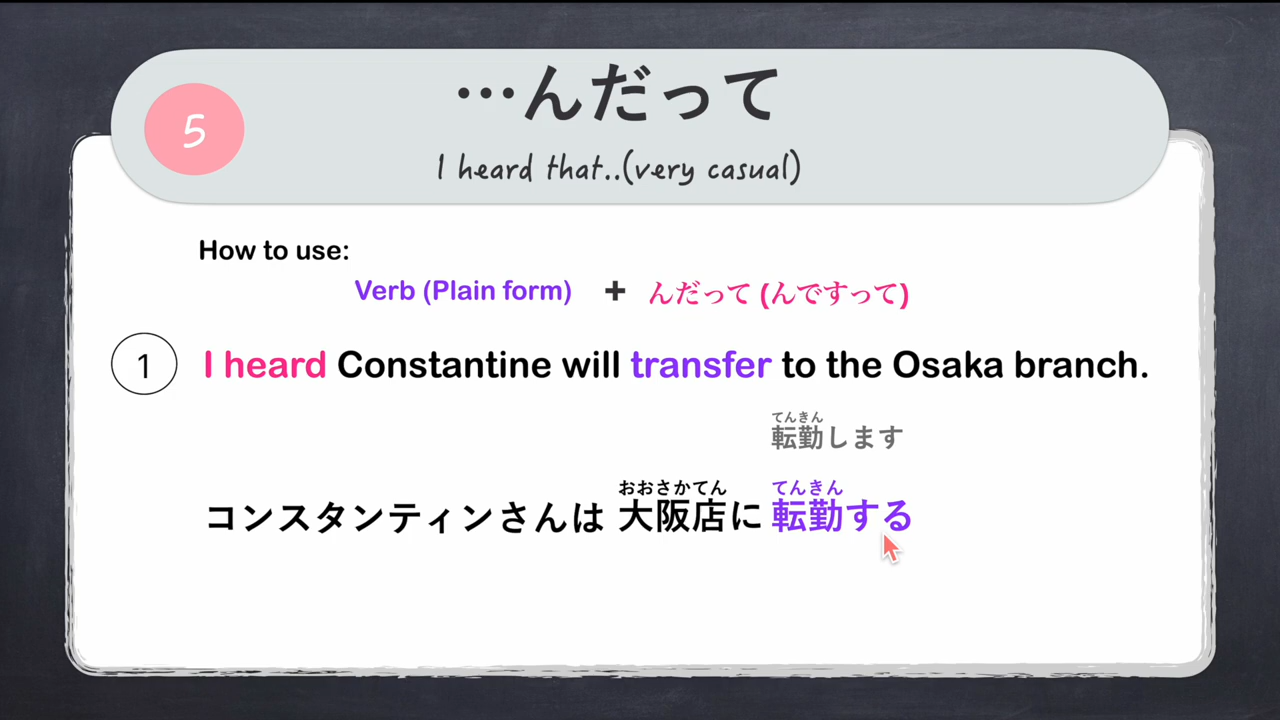 5
…んだって
I heard that..(very casual)
How to use:
Verb (Plain form) + んだって (んですって)
1 I heard Constantine will transfer to the Osaka branch.
てんきん
転勤します
おおさかてん てんきん
コンスタンティンさんは 大阪店に 転勤する